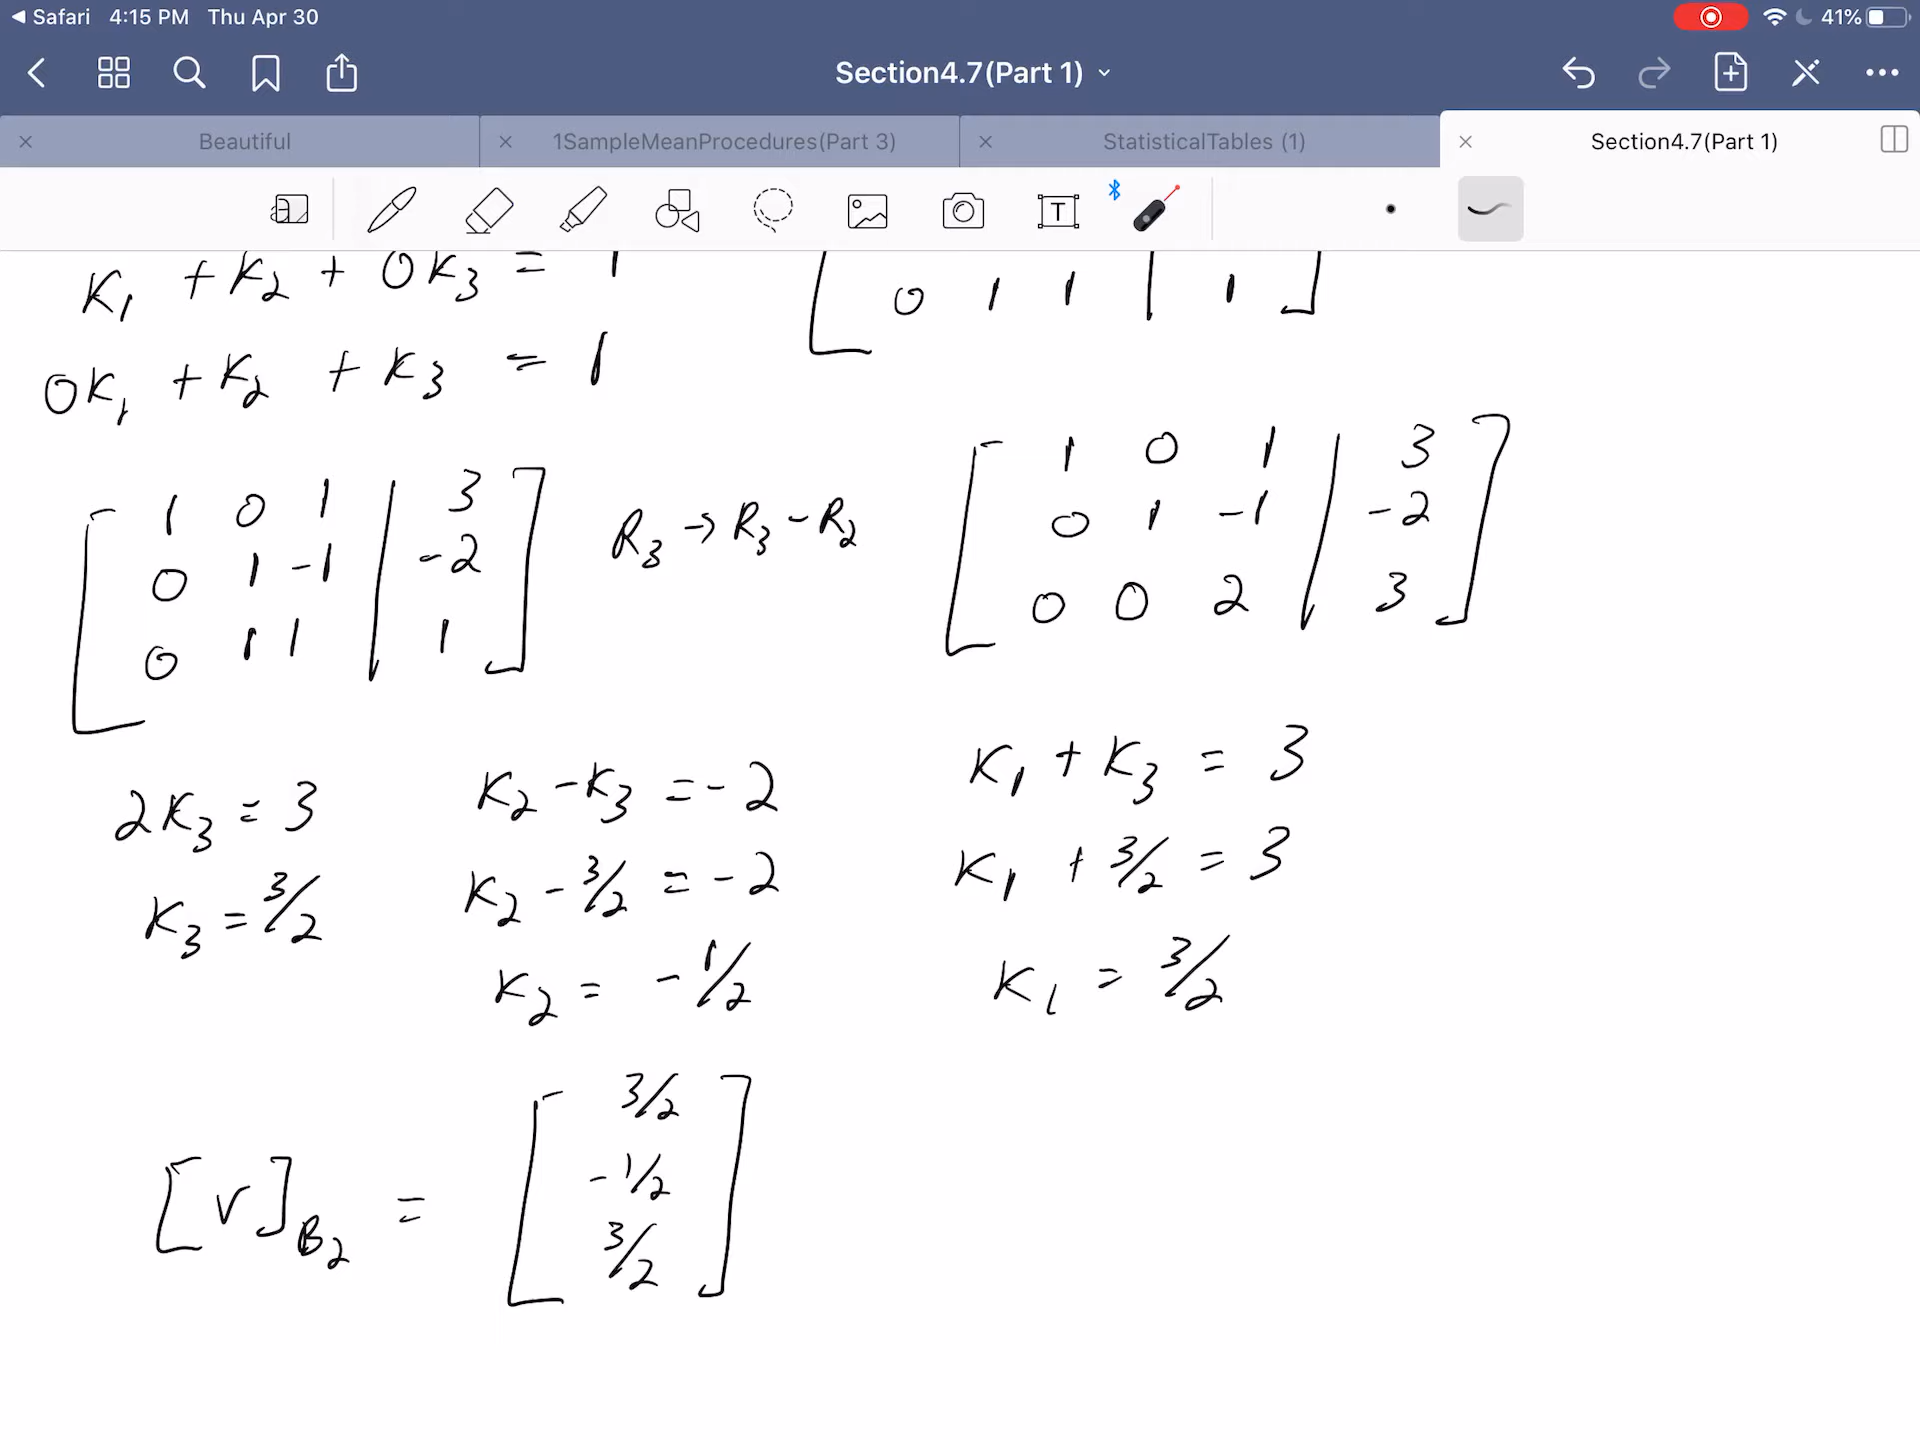 Safari 4:15 PM Thu Apr 30 41%
Section4.7(Part 1)
Beautiful 1SampleMeanProcedures(Part 3) StatisticalTables (1) Section4.7(Part 1)
a T
K₁ + K₂ + 0K₃ = 1
0 1 1 | 1
0K₁ + K₂ + K₃ = 1
1 0 1 | 3
0 1 -1 | -2
0 1 1 | 1
R₃ → R₃ - R₂
1 0 1 | 3
0 1 -1 | -2
0 0 2 | 3
2K₃ = 3
K₃ = 3/2
K₂ - K₃ = -2
K₂ - 3/2 = -2
K₂ = -1/2
K₁ + K₃ = 3
K₁ + 3/2 = 3
K₁ = 3/2
[v]B₂ = [3/2
-1/2
3/2]